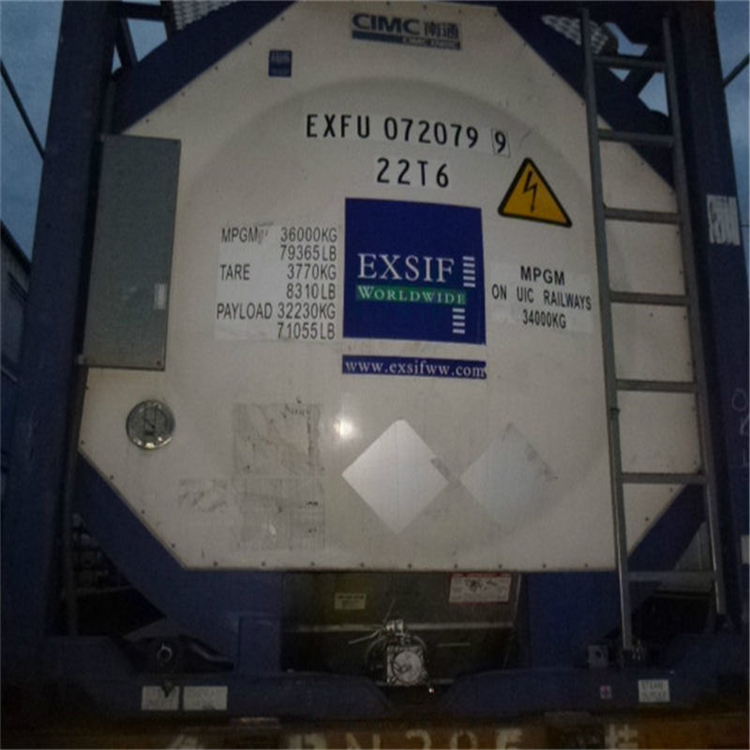 CIMC 南通
EXFU 072079 9
22T6
MPGM 36000KG
79365LB
TARE 3770KG
8310LB
PAYLOAD 32230KG
71055LB
EXSIF
WORLDWIDE
www.exsifww.com
MPGM
ON UIC RAILWAYS
34000KG